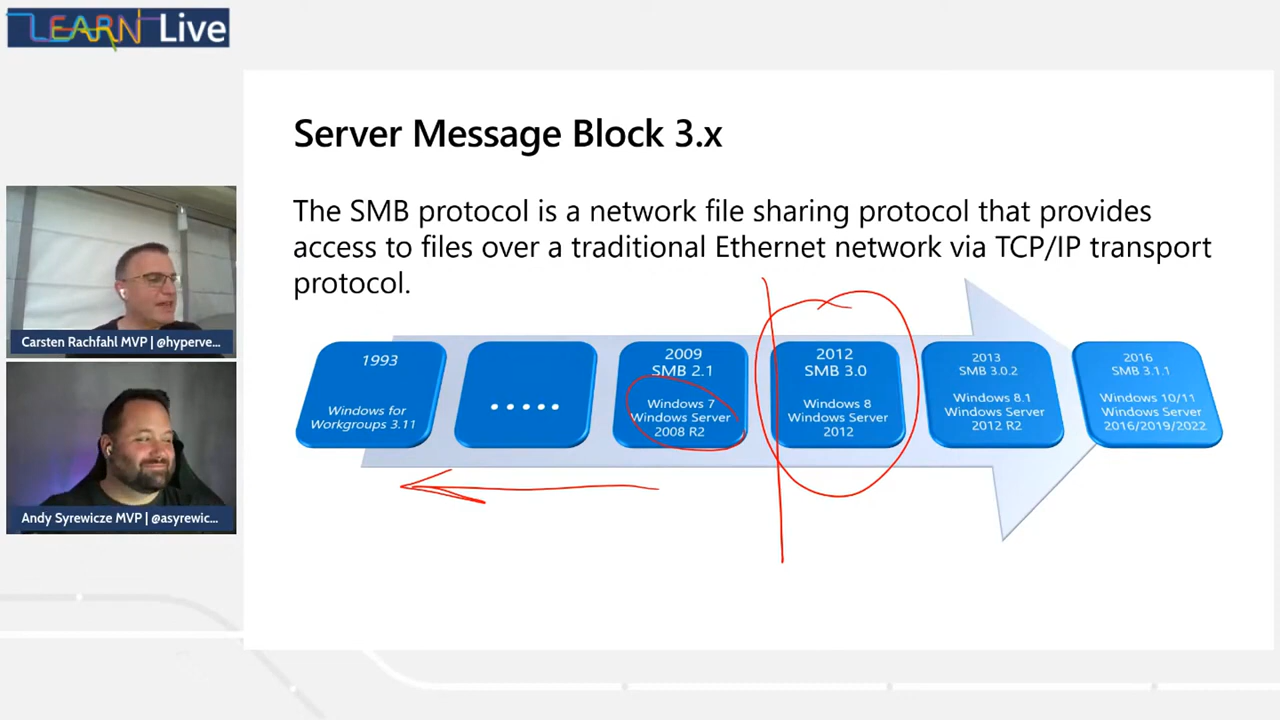 LEARN Live
Server Message Block 3.x
The SMB protocol is a network file sharing protocol that provides
access to files over a traditional Ethernet network via TCP/IP transport
protocol.
1993
Windows for
Workgroups 3.11
.....
2009
SMB 2.1
Windows 7
Windows Server
2008 R2
2012
SMB 3.0
Windows 8
Windows Server
2012
2013
SMB 3.0.2
Windows 8.1
Windows Server
2012 R2
2016
SMB 3.1.1
Windows 10/11
Windows Server
2016/2019/2022
Carsten Rachfahl MVP | @hyperve...
Andy Syrewicze MVP | @asyrewic...